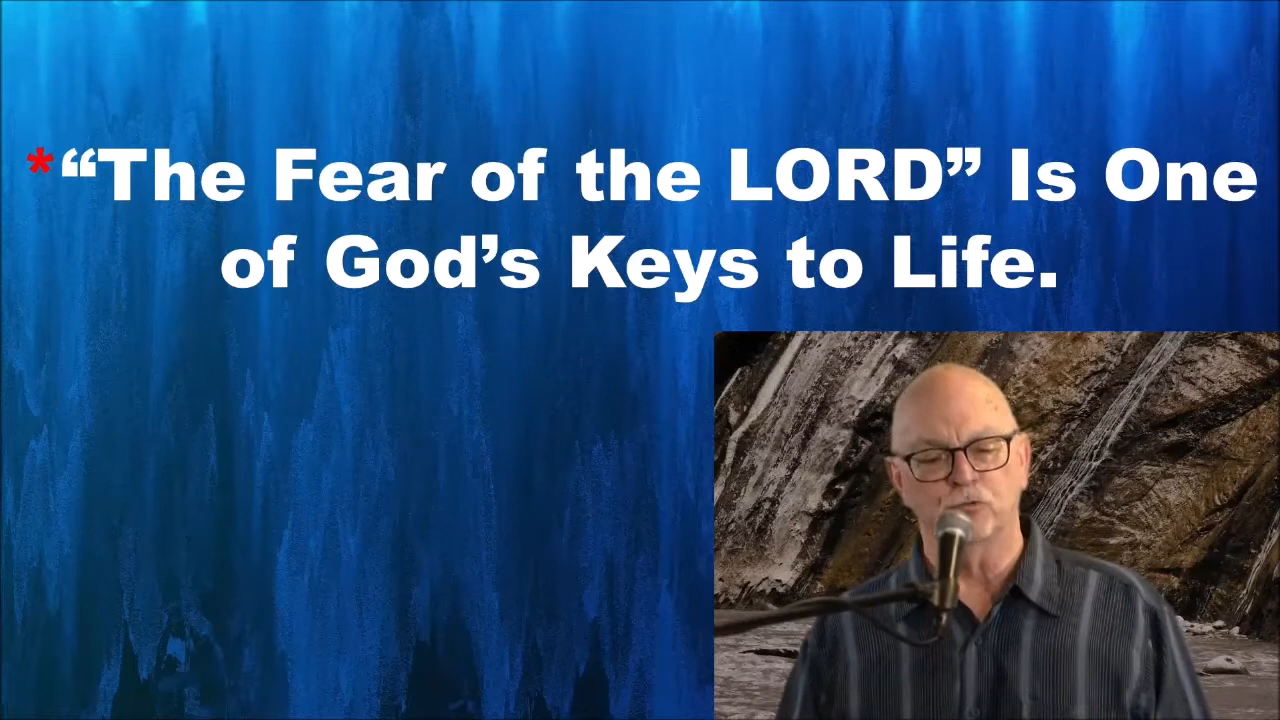 *“The Fear of the LORD” Is One
of God’s Keys to Life.